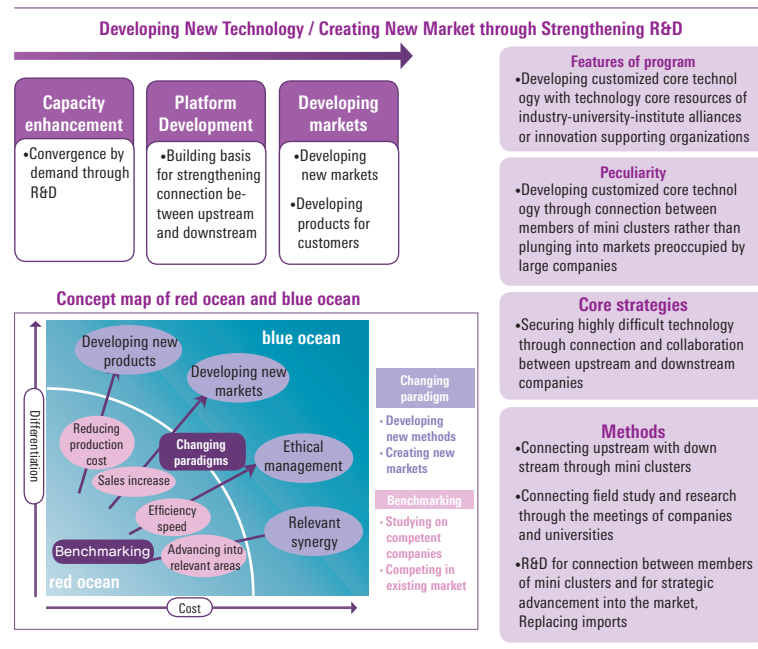 Developing New Technology / Creating New Market through Strengthening R&D
Capacity
enhancement
•Convergence by
demand through
R&D
Platform
Development
•Building basis
for strengthening
connection be-
tween upstream
and downstream
Developing
markets
•Developing
new markets
•Developing
products for
customers
Features of program
•Developing customized core technol
ogy with technology core resources of
industry-university-institute alliances
or innovation supporting organizations
Peculiarity
•Developing customized core technol
ogy through connection between
members of mini clusters rather than
plunging into markets preoccupied by
large companies
Core strategies
•Securing highly difficult technology
through connection and collaboration
between upstream and downstream
companies
Methods
•Connecting upstream with down
stream through mini clusters
•Connecting field study and research
through the meetings of companies
and universities
•R&D for connection between members
of mini clusters and for strategic
advancement into the market,
Replacing imports
Concept map of red ocean and blue ocean
Differentiation
blue ocean
Developing new
products
Developing new
markets
Reducing
production
cost
Changing
paradigms
Ethical
management
Sales increase
Efficiency
speed
Relevant
synergy
Benchmarking
Advancing into
relevant areas
red ocean
Cost
Changing
paradigm
· Developing
new methods
· Creating new
markets
Benchmarking
· Studying on
competent
companies
· Competing in
existing market